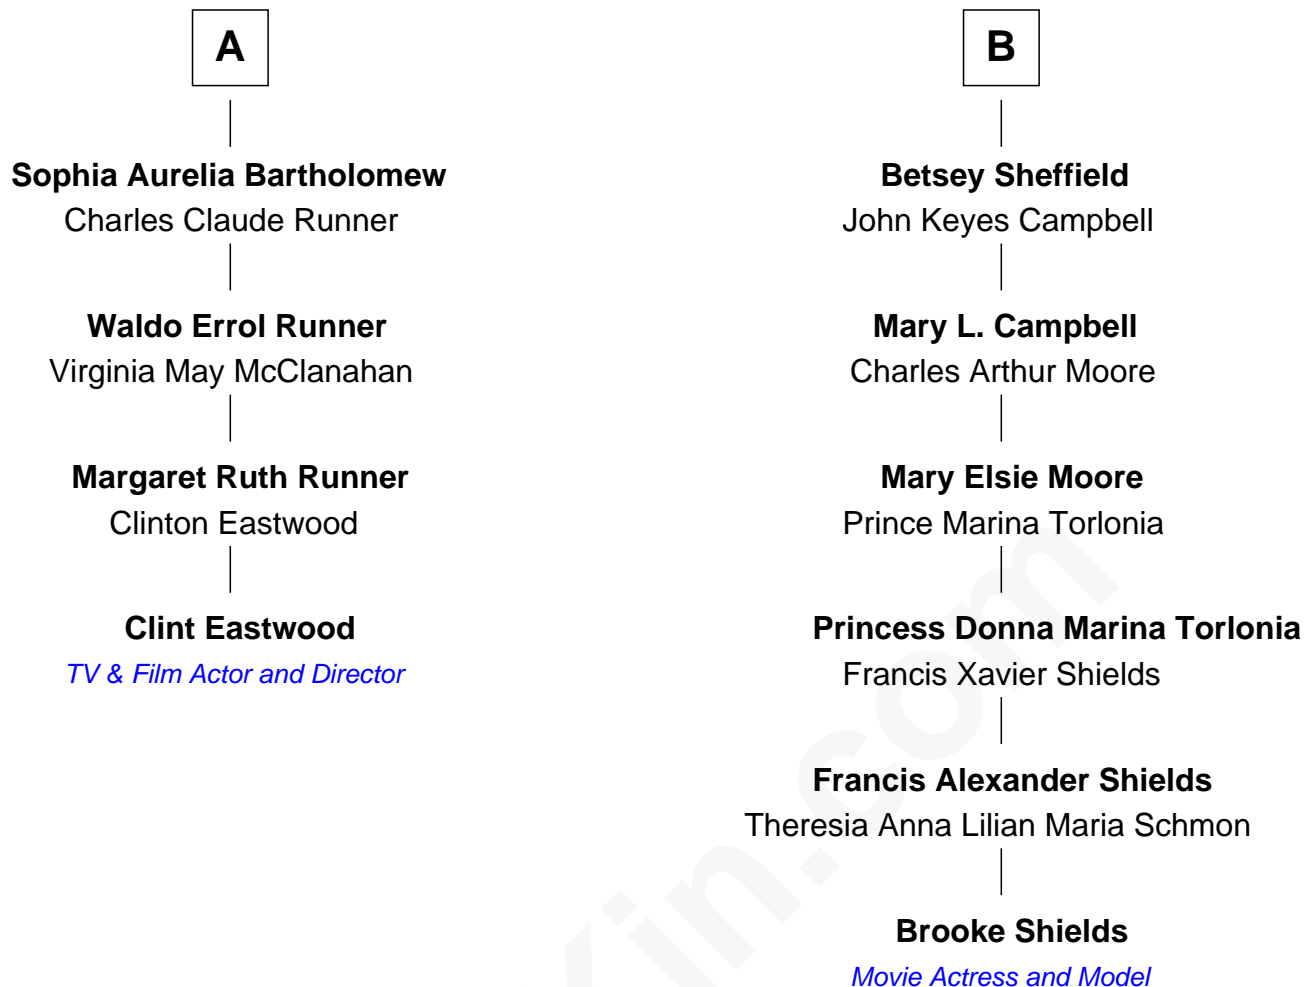 A
Sophia Aurelia Bartholomew
Charles Claude Runner
Waldo Errol Runner
Virginia May McClanahan
Margaret Ruth Runner
Clinton Eastwood
Clint Eastwood
TV & Film Actor and Director
B
Betsey Sheffield
John Keyes Campbell
Mary L. Campbell
Charles Arthur Moore
Mary Elsie Moore
Prince Marina Torlonia
Princess Donna Marina Torlonia
Francis Xavier Shields
Francis Alexander Shields
Theresia Anna Lilian Maria Schmon
Brooke Shields
Movie Actress and Model
Kin.com